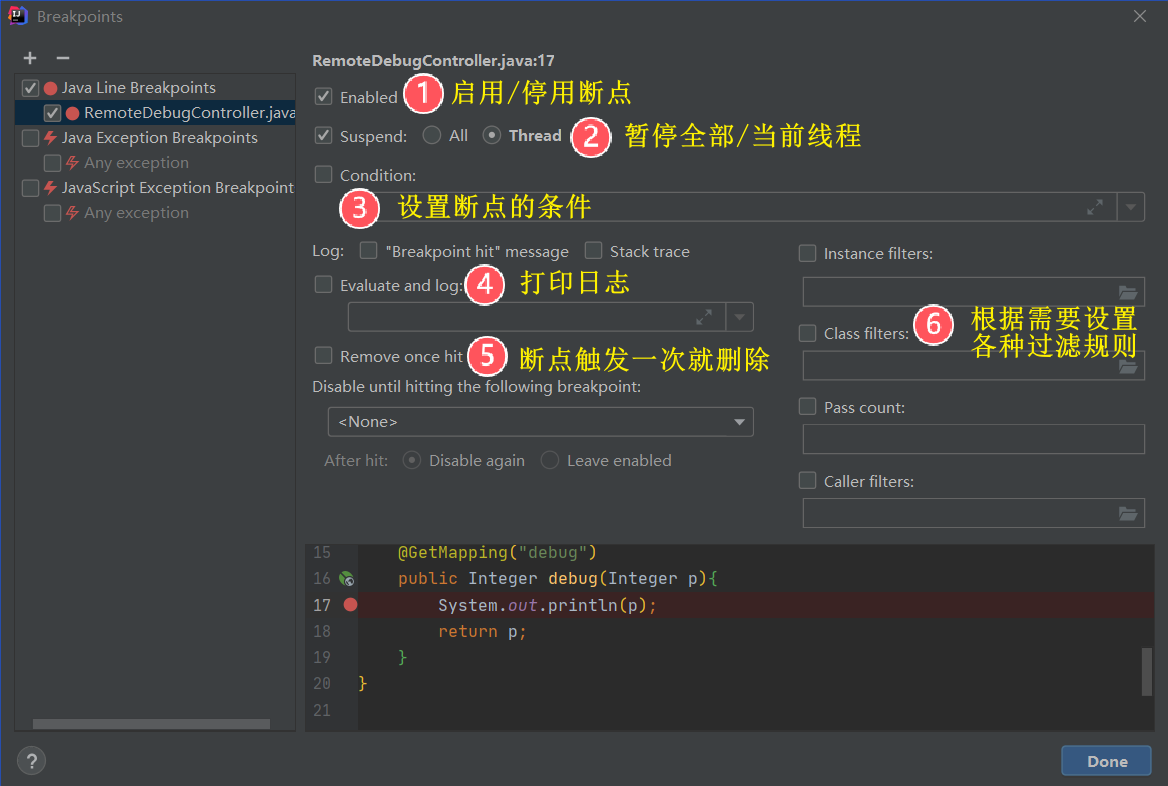 Breakpoints
Java Line Breakpoints
RemoteDebugController.java
Java Exception Breakpoints
Any exception
JavaScript Exception Breakpoint
Any exception
RemoteDebugController.java:17
Enabled 1 启用/停用断点
Suspend: All Thread 2 暂停全部/当前线程
Condition:
3 设置断点的条件
Log: "Breakpoint hit" message Stack trace
Evaluate and log: 4 打印日志
Remove once hit 5 断点触发一次就删除
Disable until hitting the following breakpoint:
<None>
After hit: Disable again Leave enabled
Instance filters:
Class filters: 6 根据需要设置
各种过滤规则
Pass count:
Caller filters:
15 @GetMapping("debug")
16 public Integer debug(Integer p){
17 System.out.println(p);
18 return p;
19 }
20 }
21
?
Done